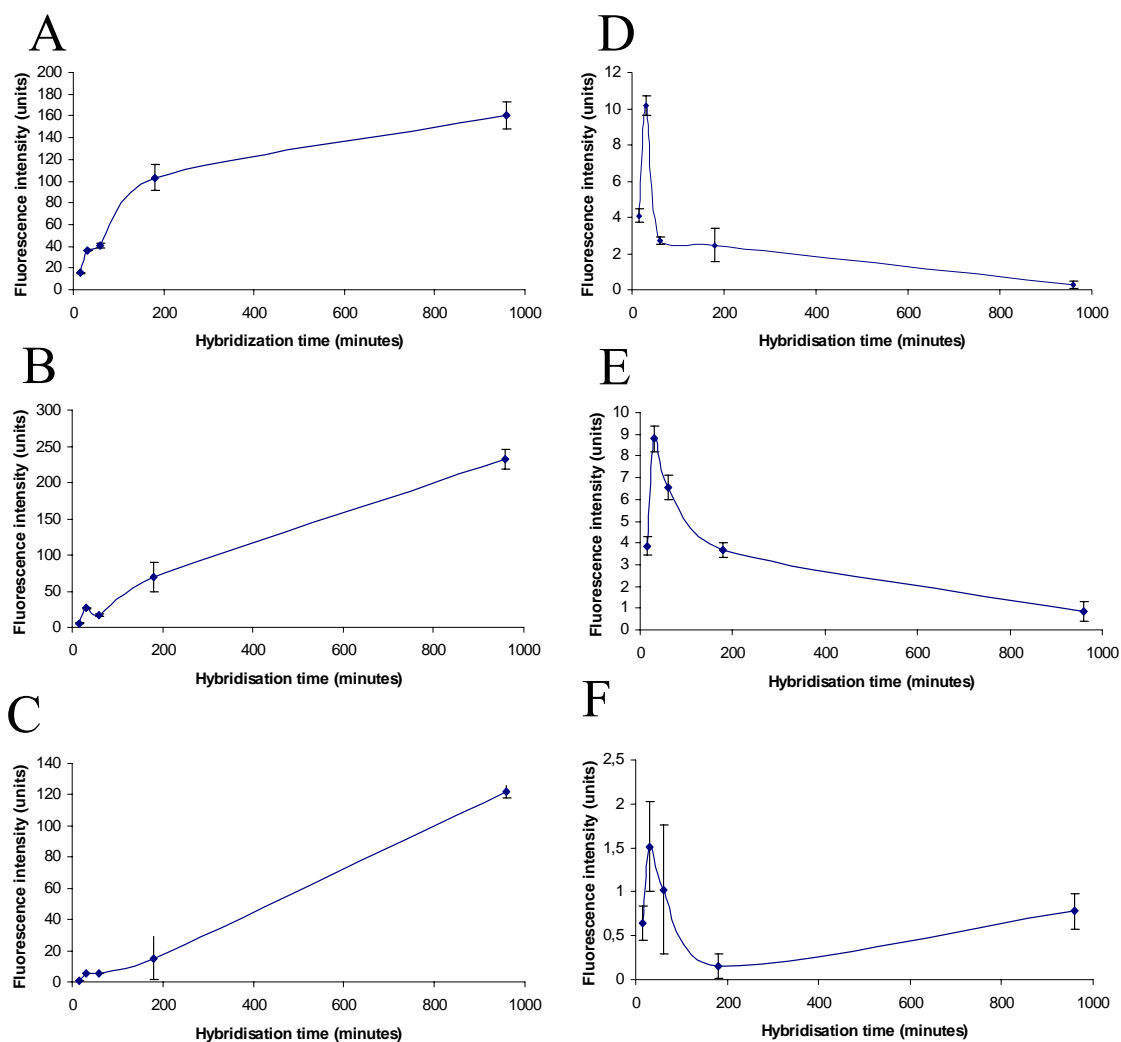 A
Fluorescence intensity (units)
200
180
160
140
120
100
80
60
40
20
0
0 200 400 600 800 1000
Hybridization time (minutes)
B
Fluorescence intensity (units)
300
250
200
150
100
50
0
0 200 400 600 800 1000
Hybridisation time (minutes)
C
Fluorescence intensity (units)
140
120
100
80
60
40
20
0
0 200 400 600 800 1000
Hybridisation time (minutes)
D
Fluorescence intensity (units)
12
10
8
6
4
2
0
0 200 400 600 800 1000
Hybridisation time (minutes)
E
Fluorescence intensity (units)
10
9
8
7
6
5
4
3
2
1
0
0 200 400 600 800 1000
Hybridisation time (minutes)
F
Fluorescence intensity (units)
2,5
2
1,5
1
0,5
0
0 200 400 600 800 1000
Hybridisation time (minutes)